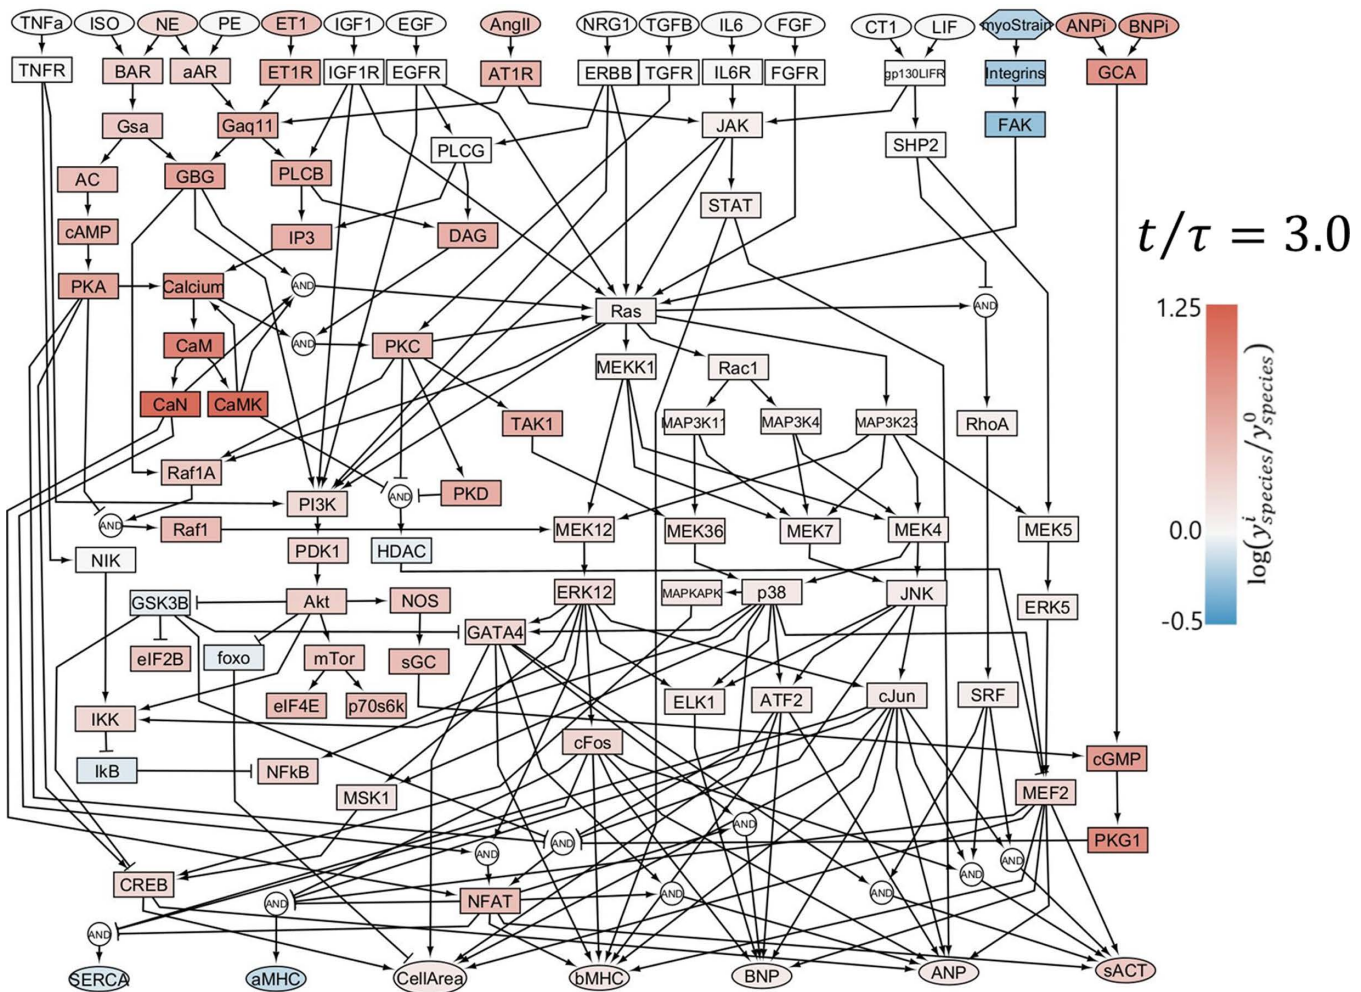 TNFa ISO NE PE ET1 IGF1 EGF AngII NRG1 TGFB IL6 FGF CT1 LIF myoStrain ANPi BNPi
TNFR BAR aAR ET1R IGF1R EGFR AT1R ERBB TGFR IL6R FGFR gp130LIFR Integrins GCA
Gsa Gaq11 JAK FAK
PLCG SHP2
AC GBG PLCB
STAT
cAMP IP3 DAG
t/τ = 3.0
PKA Calcium AND
1.25
Ras AND
CaM AND PKC
MEKK1 Rac1
CaN CaMK
TAK1 MAP3K11 MAP3K4 MAP3K23 RhoA
Raf1A
PI3K AND PKD
AND Raf1 MEK12 MEK36 MEK7 MEK4 MEK5
0.0
log(y^i_species/y^0_species)
NIK PDK1 HDAC
GSK3B Akt NOS ERK12 MAPKAPK p38 JNK ERK5
-0.5
GATA4
eIF2B foxo mTor sGC
eIF4E p70s6k ELK1 ATF2 cJun SRF
IKK
cFos
cGMP
IkB NFkB
MSK1 MEF2
AND
AND AND PKG1
AND AND AND
CREB AND NFAT AND AND
AND
SERCA aMHC CellArea bMHC BNP ANP sACT